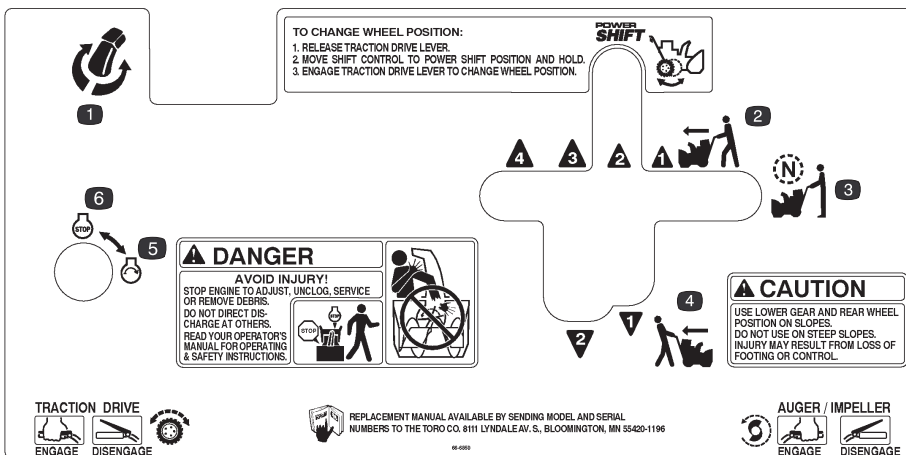 TO CHANGE WHEEL POSITION:
1. RELEASE TRACTION DRIVE LEVER.
2. MOVE SHIFT CONTROL TO POWER SHIFT POSITION AND HOLD.
3. ENGAGE TRACTION DRIVE LEVER TO CHANGE WHEEL POSITION.
POWER
SHIFT
1
2
4
3
2
1
N
3
6
STOP
5
DANGER
AVOID INJURY!
STOP ENGINE TO ADJUST, UNCLOG, SERVICE
OR REMOVE DEBRIS.
DO NOT DIRECT DIS-
CHARGE AT OTHERS.
READ YOUR OPERATOR'S
MANUAL FOR OPERATING
& SAFETY INSTRUCTIONS.
STOP
STOP
4
2
1
CAUTION
USE LOWER GEAR AND REAR WHEEL
POSITION ON SLOPES.
DO NOT USE ON STEEP SLOPES.
INJURY MAY RESULT FROM LOSS OF
FOOTING OR CONTROL.
TRACTION DRIVE
ENGAGE DISENGAGE
REPLACEMENT MANUAL AVAILABLE BY SENDING MODEL AND SERIAL
NUMBERS TO THE TORO CO. 8111 LYNDALE AV. S., BLOOMINGTON, MN 55420-1196
AUGER / IMPELLER
ENGAGE DISENGAGE